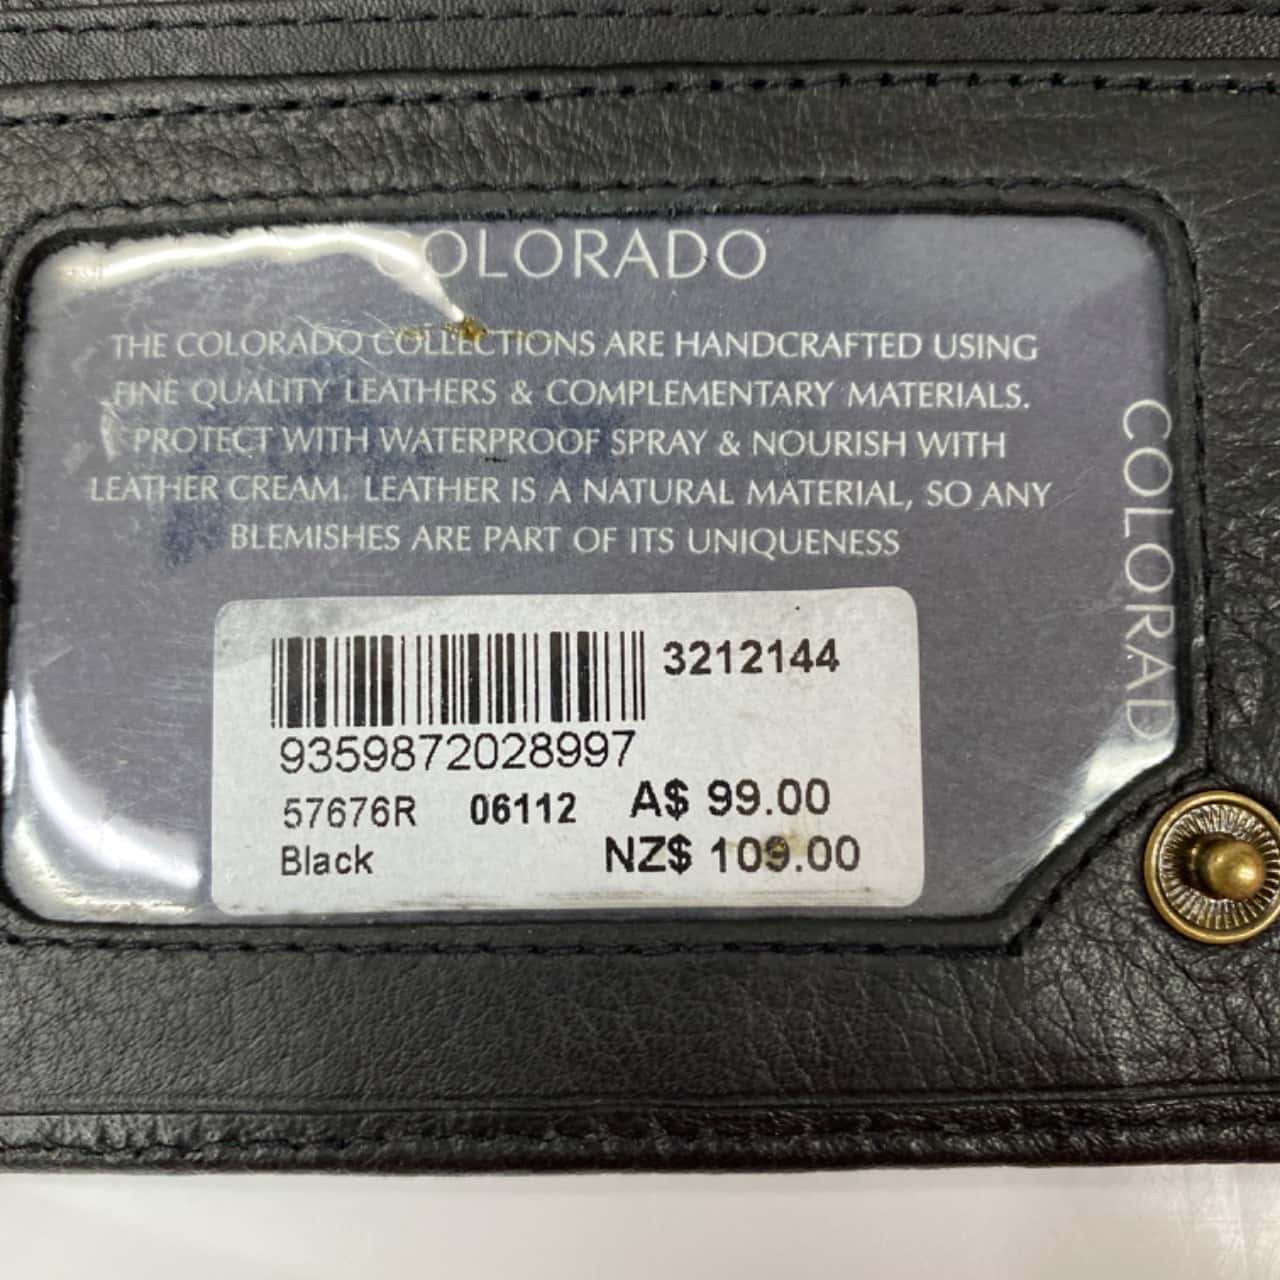 COLORADO
THE COLORADO COLLECTIONS ARE HANDCRAFTED USING
FINE QUALITY LEATHERS & COMPLEMENTARY MATERIALS.
PROTECT WITH WATERPROOF SPRAY & NOURISH WITH
LEATHER CREAM. LEATHER IS A NATURAL MATERIAL, SO ANY
BLEMISHES ARE PART OF ITS UNIQUENESS
COLORAD
3212144
9359872028997
57676R 06112 A$ 99.00
Black NZ$ 109.00